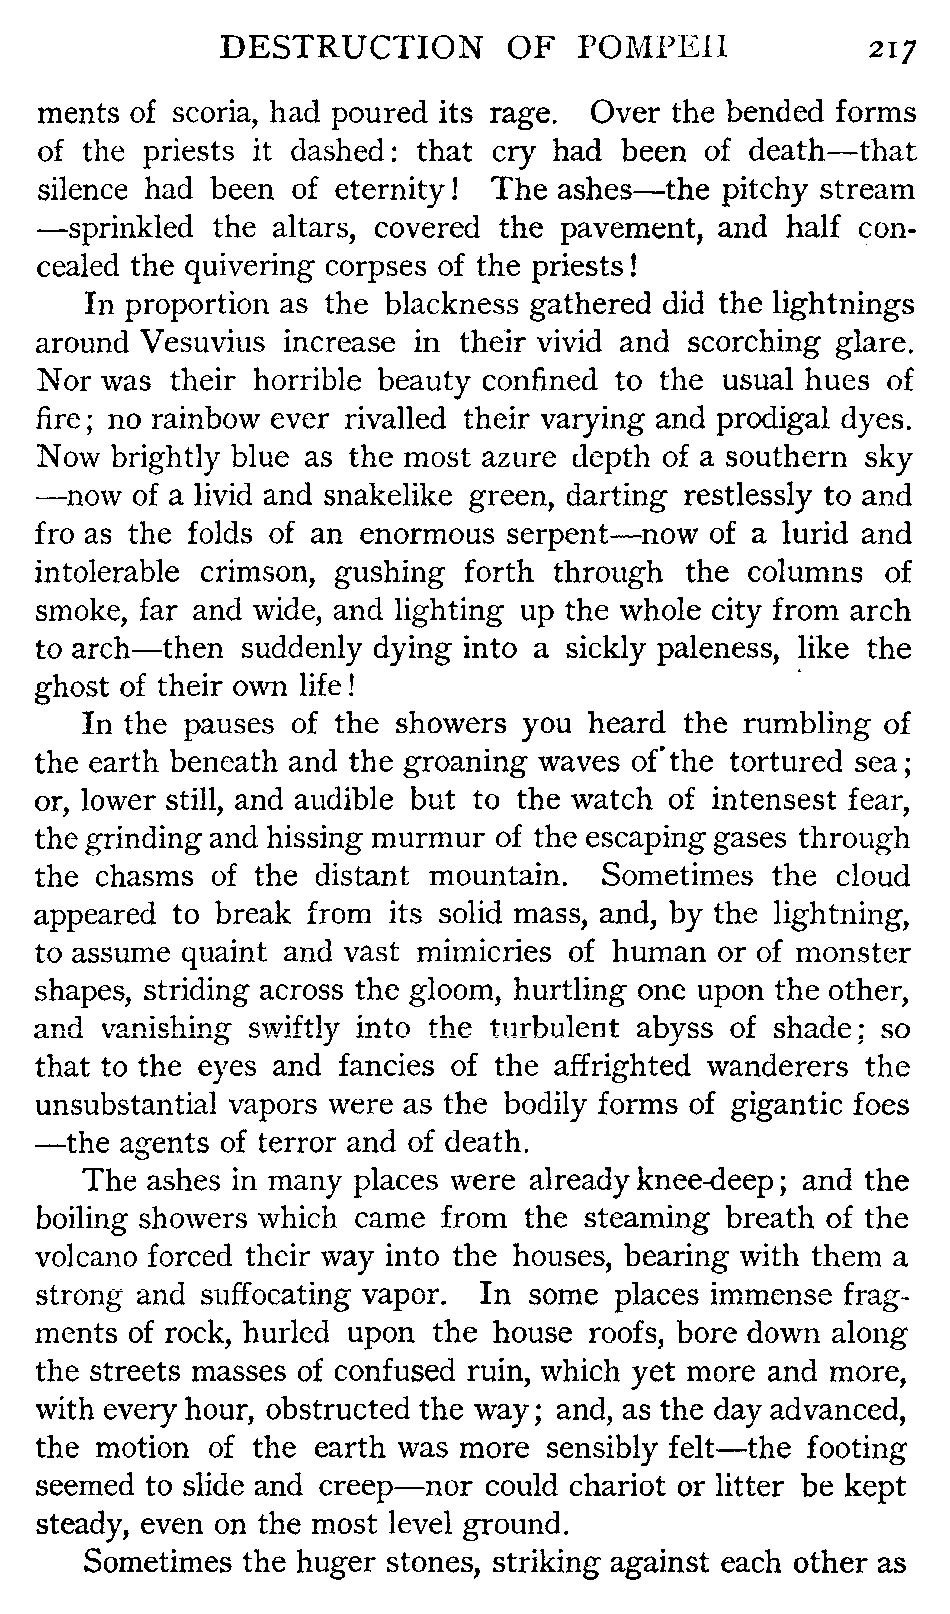 DESTRUCTION OF POMPEII 217
ments of scoria, had poured its rage. Over the bended forms
of the priests it dashed: that cry had been of death—that
silence had been of eternity! The ashes—the pitchy stream
—sprinkled the altars, covered the pavement, and half con-
cealed the quivering corpses of the priests!
In proportion as the blackness gathered did the lightnings
around Vesuvius increase in their vivid and scorching glare.
Nor was their horrible beauty confined to the usual hues of
fire; no rainbow ever rivalled their varying and prodigal dyes.
Now brightly blue as the most azure depth of a southern sky
—now of a livid and snakelike green, darting restlessly to and
fro as the folds of an enormous serpent—now of a lurid and
intolerable crimson, gushing forth through the columns of
smoke, far and wide, and lighting up the whole city from arch
to arch—then suddenly dying into a sickly paleness, like the
ghost of their own life!
In the pauses of the showers you heard the rumbling of
the earth beneath and the groaning waves of the tortured sea;
or, lower still, and audible but to the watch of intensest fear,
the grinding and hissing murmur of the escaping gases through
the chasms of the distant mountain. Sometimes the cloud
appeared to break from its solid mass, and, by the lightning,
to assume quaint and vast mimicries of human or of monster
shapes, striding across the gloom, hurtling one upon the other,
and vanishing swiftly into the turbulent abyss of shade; so
that to the eyes and fancies of the affrighted wanderers the
unsubstantial vapors were as the bodily forms of gigantic foes
—the agents of terror and of death.
The ashes in many places were already knee-deep; and the
boiling showers which came from the steaming breath of the
volcano forced their way into the houses, bearing with them a
strong and suffocating vapor. In some places immense frag-
ments of rock, hurled upon the house roofs, bore down along
the streets masses of confused ruin, which yet more and more,
with every hour, obstructed the way; and, as the day advanced,
the motion of the earth was more sensibly felt—the footing
seemed to slide and creep—nor could chariot or litter be kept
steady, even on the most level ground.
Sometimes the huger stones, striking against each other as